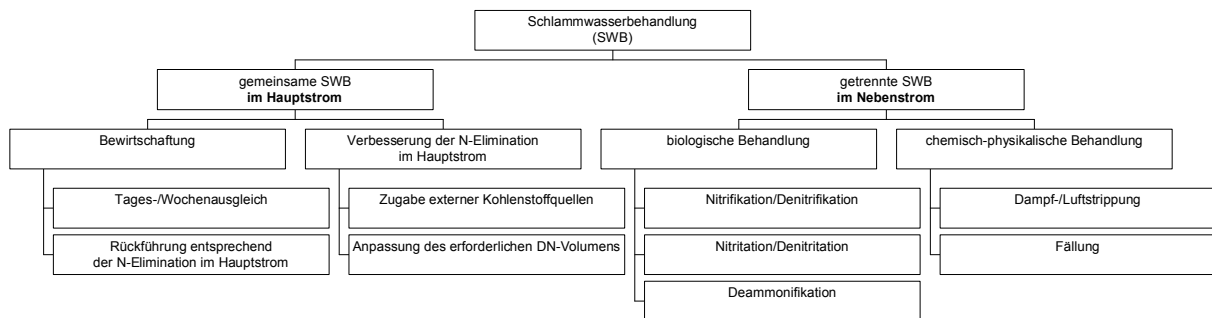 Schlammwasserbehandlung
(SWB)
gemeinsame SWB
im Hauptstrom
getrennte SWB
im Nebenstrom
Bewirtschaftung
Verbesserung der N-Elimination
im Hauptstrom
biologische Behandlung
chemisch-physikalische Behandlung
Tages-/Wochenausgleich
Zugabe externer Kohlenstoffquellen
Nitrifikation/Denitrifikation
Dampf-/Luftstrippung
Rückführung entsprechend
der N-Elimination im Hauptstrom
Anpassung des erforderlichen DN-Volumens
Nitritation/Denitritation
Fällung
Deammonifikation